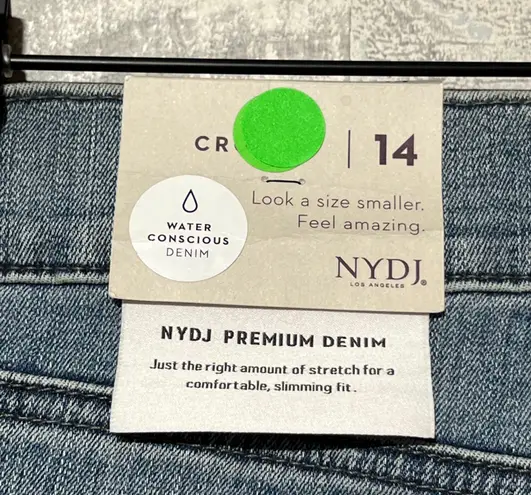 CR | 14
Look a size smaller.
Feel amazing.
WATER
CONSCIOUS
DENIM
NYDJ®
LOS ANGELES
NYDJ PREMIUM DENIM
Just the right amount of stretch for a
comfortable, slimming fit.